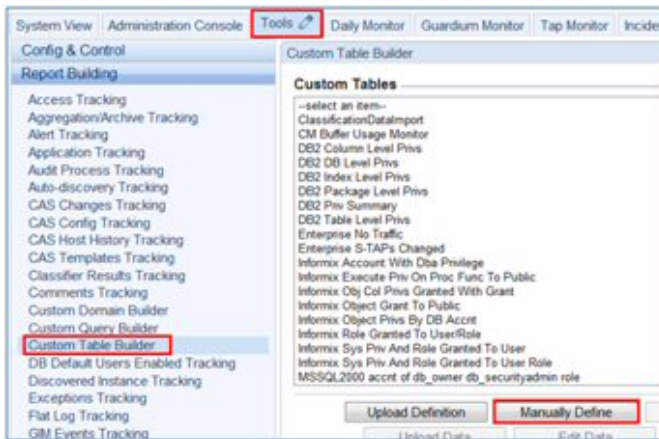 System View Administration Console Tools Daily Monitor Guardium Monitor Tap Monitor Incide
Config & Control
Custom Table Builder
Report Building
Custom Tables
Access Tracking
Aggregation/Archive Tracking
Alert Tracking
Application Tracking
Audit Process Tracking
Auto-discovery Tracking
CAS Changes Tracking
CAS Config Tracking
CAS Host History Tracking
CAS Templates Tracking
Classifier Results Tracking
Comments Tracking
Custom Domain Builder
Custom Query Builder
Custom Table Builder
DB Default Users Enabled Tracking
Discovered Instance Tracking
Exceptions Tracking
Flat Log Tracking
GIM Events Tracking
--select an item--
ClassificationDataImport
CM Buffer Usage Monitor
DB2 Column Level Privs
DB2 DB Level Privs
DB2 Index Level Privs
DB2 Package Level Privs
DB2 Priv Summary
DB2 Table Level Privs
Enterprise No Traffic
Enterprise S-TAPs Changed
Informix Account With Dba Privilege
Informix Execute Priv On Proc Func To Public
Informix Obj Col Privs Granted With Grant
Informix Object Grant To Public
Informix Object Privs By DB Accnt
Informix Role Granted To User/Role
Informix Sys Priv And Role Granted To User
Informix Sys Priv And Role Granted To User Role
MSSQL2000 accnt of db_owner db_securityadmin role
Upload Definition Manually Define
Upload Data Edit Data